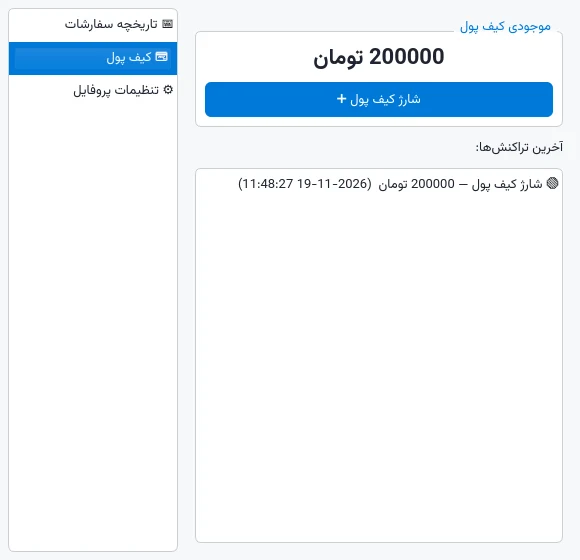 📅 تاریخچه سفارشات
💳 کیف پول
⚙ تنظیمات پروفایل
موجودی کیف پول
200000 تومان
شارژ کیف پول +
آخرین تراکنش‌ها:
شارژ کیف پول — 200000 تومان (2026-11-19 11:48:27)